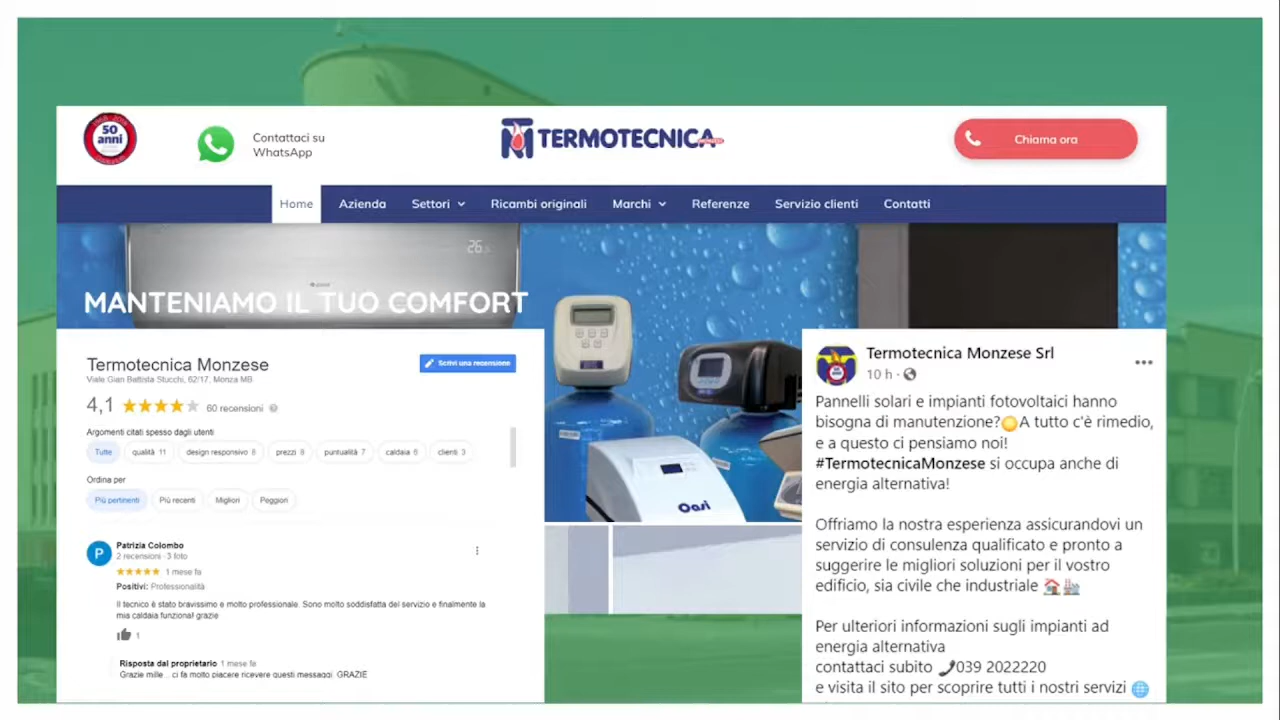 50
anni
Contattaci su
WhatsApp
TERMOTECNICA
Chiama ora
Home
Azienda
Settori
Ricambi originali
Marchi
Referenze
Servizio clienti
Contatti
26
MANTENIAMO IL TUO COMFORT
Oasi
Termotecnica Monzese
Viale Gian Battista Stucchi, 62/17, Monza MB
Scrivi una recensione
4,1
60 recensioni
Argomenti citati spesso dagli utenti
Tutte
qualità 11
design responsivo 8
prezzi 8
puntualità 7
caldaia 6
clienti 3
Ordina per
Più pertinenti
Più recenti
Migliori
Peggiori
P
Patrizia Colombo
2 recensioni · 3 foto
1 mese fa
Positivi: Professionalità
Il tecnico è stato bravissimo e molto professionale. Sono molto soddisfatta del servizio e finalmente la
mia caldaia funziona! grazie
1
Risposta dal proprietario 1 mese fa
Grazie mille... ci fa molto piacere ricevere questi messaggi. GRAZIE
Termotecnica Monzese Srl
10 h ·
Pannelli solari e impianti fotovoltaici hanno
bisogna di manutenzione?🌕A tutto c'è rimedio,
e a questo ci pensiamo noi!
#TermotecnicaMonzese si occupa anche di
energia alternativa!
Offriamo la nostra esperienza assicurandovi un
servizio di consulenza qualificato e pronto a
suggerire le migliori soluzioni per il vostro
edificio, sia civile che industriale 🏠🏭
Per ulteriori informazioni sugli impianti ad
energia alternativa
contattaci subito 📞039 2022220
e visita il sito per scoprire tutti i nostri servizi 🌐